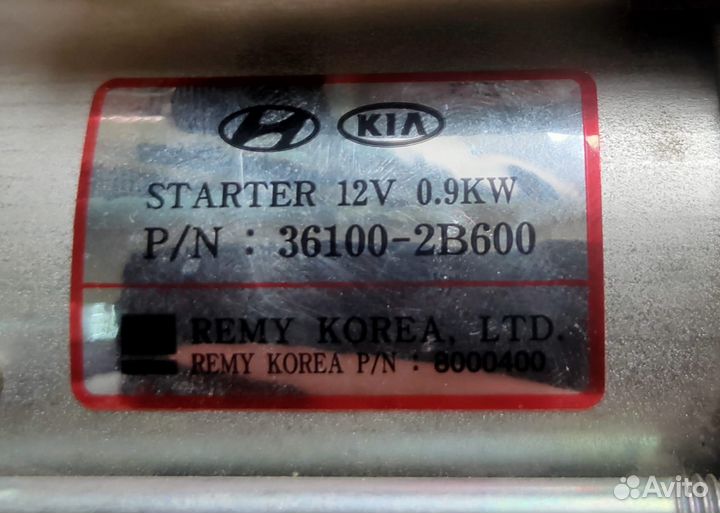 KIA
STARTER 12V 0.9KW
P/N : 36100-2B600
REMY KOREA, LTD.
REMY KOREA P/N : 8000400
Avito